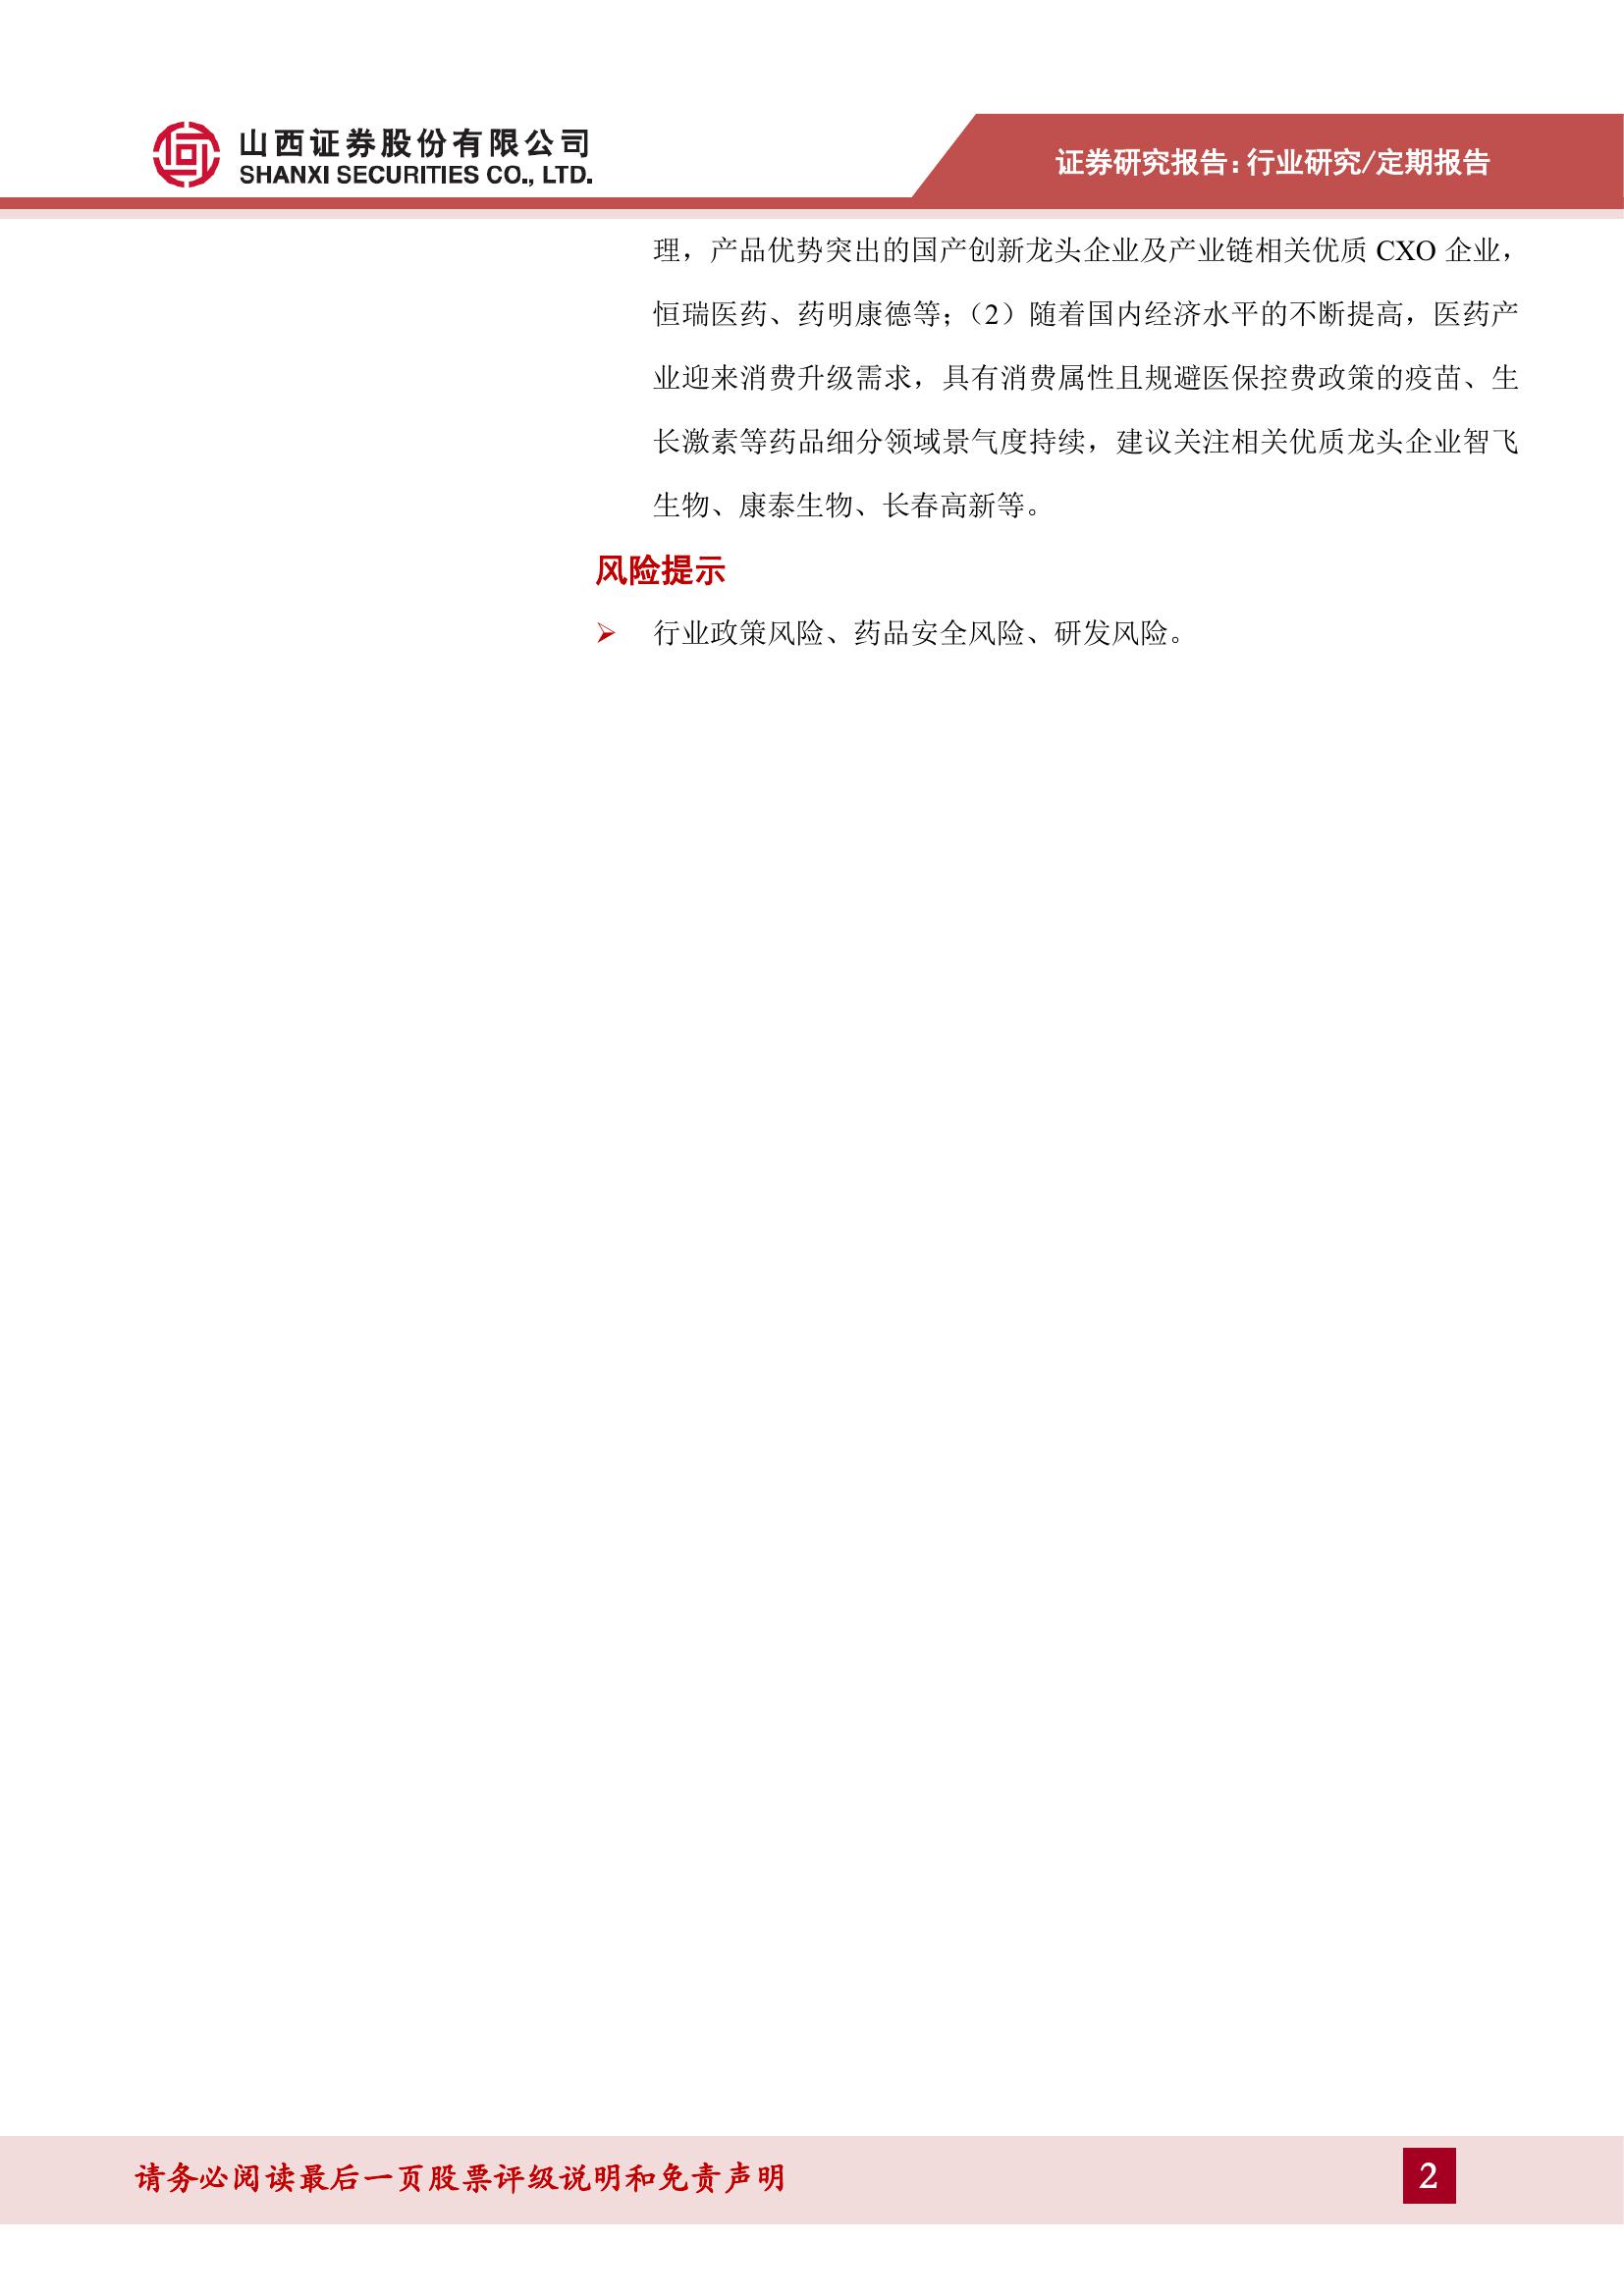 山西证券股份有限公司
SHANXI SECURITIES CO., LTD.
证券研究报告：行业研究/定期报告
理，产品优势突出的国产创新龙头企业及产业链相关优质 CXO 企业，
恒瑞医药、药明康德等；（2）随着国内经济水平的不断提高，医药产
业迎来消费升级需求，具有消费属性且规避医保控费政策的疫苗、生
长激素等药品细分领域景气度持续，建议关注相关优质龙头企业智飞
生物、康泰生物、长春高新等。
风险提示
➢ 行业政策风险、药品安全风险、研发风险。
请务必阅读最后一页股票评级说明和免责声明
2